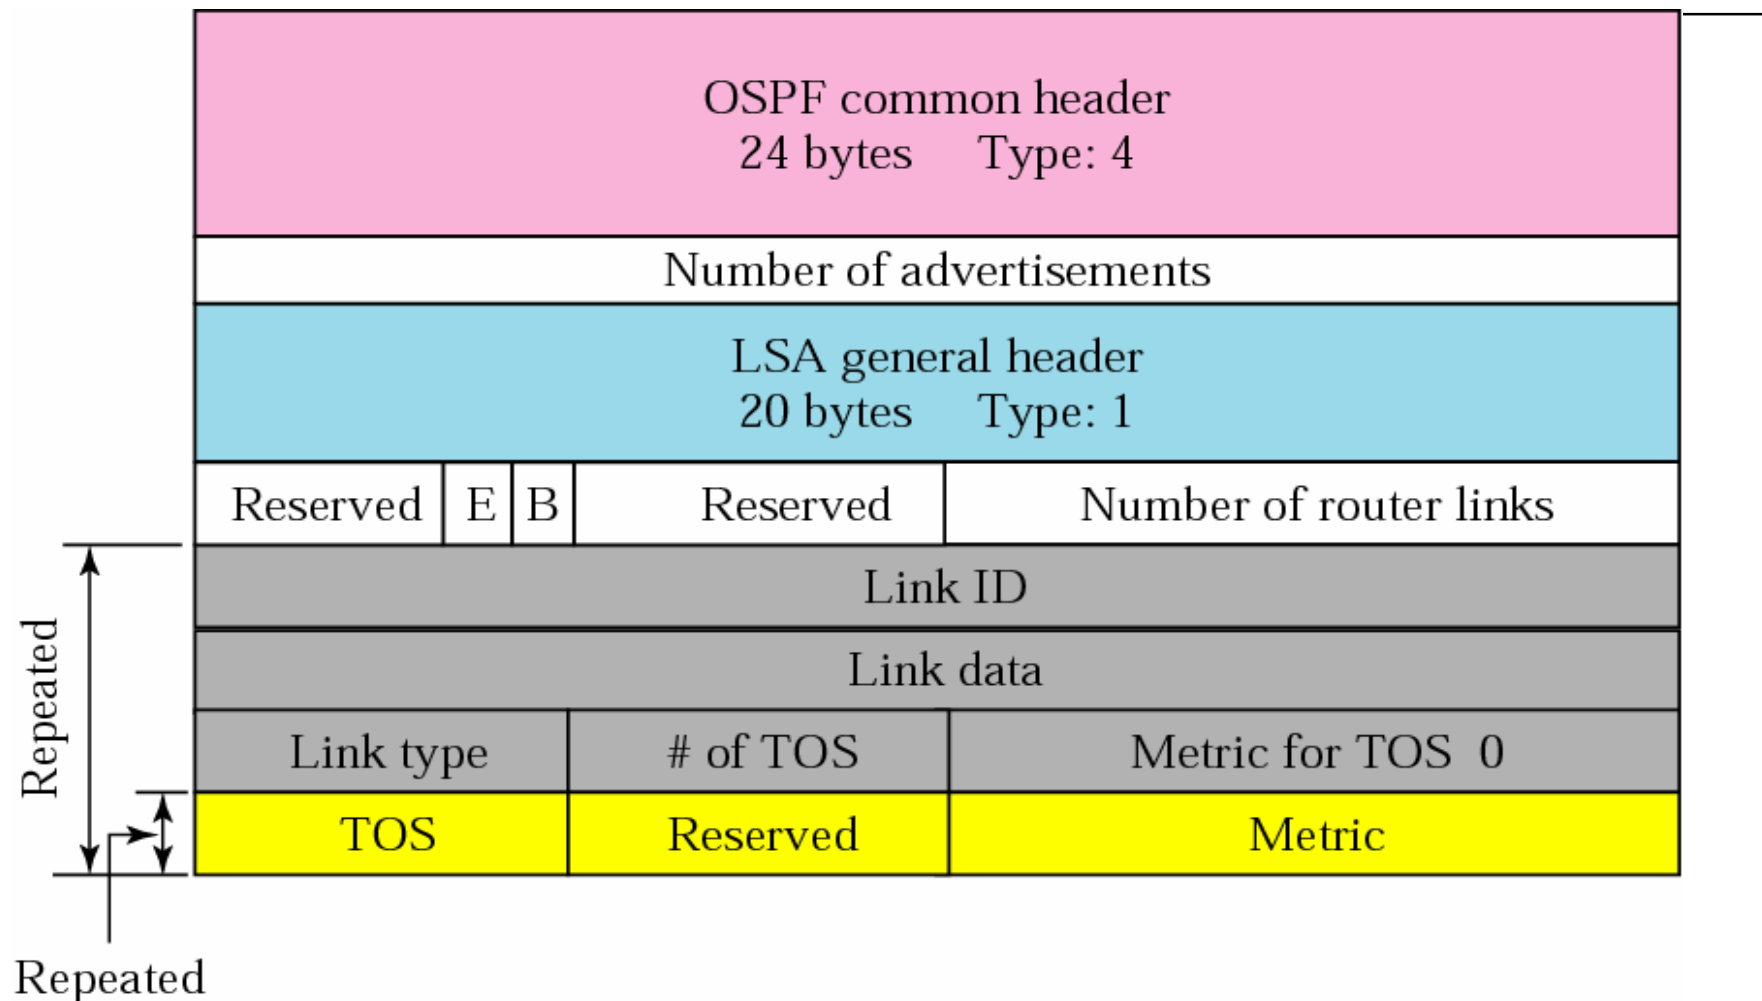 OSPF common header
24 bytes Type: 4
Number of advertisements
LSA general header
20 bytes Type: 1
Reserved E B Reserved Number of router links
Link ID
Link data
Link type # of TOS Metric for TOS 0
TOS Reserved Metric
Repeated
Repeated